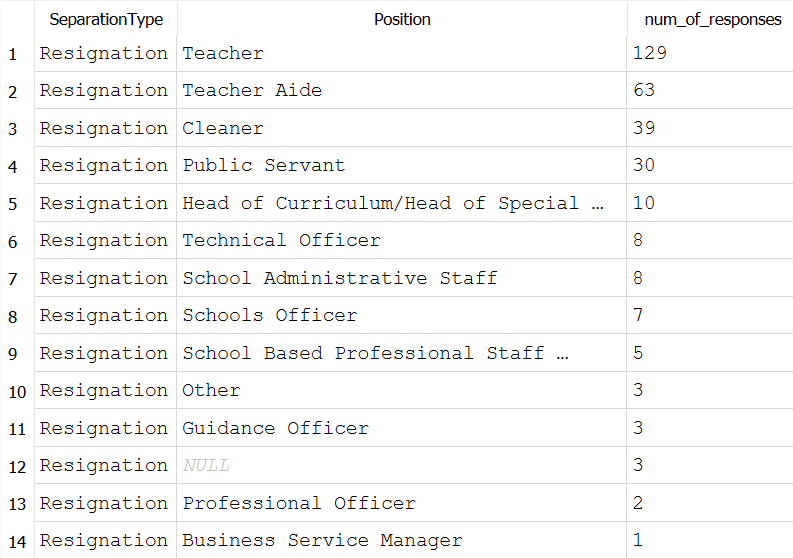 SeparationType Position num_of_responses
1 Resignation Teacher 129
2 Resignation Teacher Aide 63
3 Resignation Cleaner 39
4 Resignation Public Servant 30
5 Resignation Head of Curriculum/Head of Special … 10
6 Resignation Technical Officer 8
7 Resignation School Administrative Staff 8
8 Resignation Schools Officer 7
9 Resignation School Based Professional Staff … 5
10 Resignation Other 3
11 Resignation Guidance Officer 3
12 Resignation NULL 3
13 Resignation Professional Officer 2
14 Resignation Business Service Manager 1